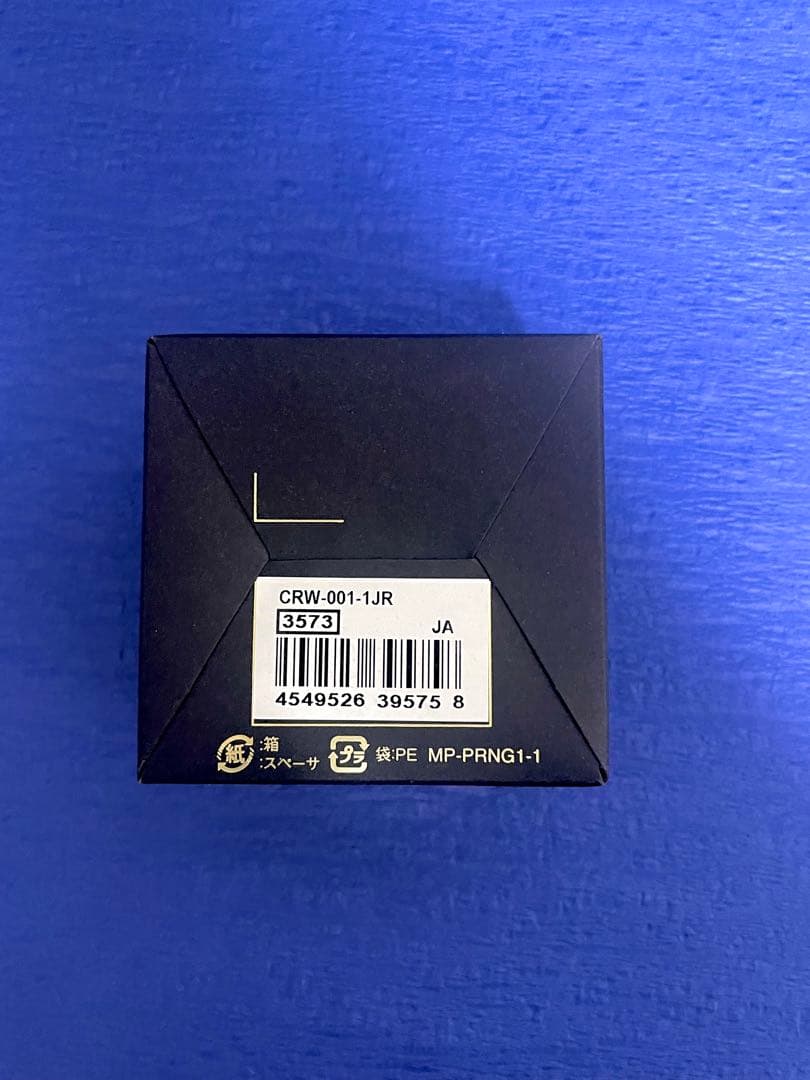 CRW-001-1JR
3573
JA
4549526 39575 8
紙 :箱
:スペーサ
プラ 袋:PE MP-PRNG1-1